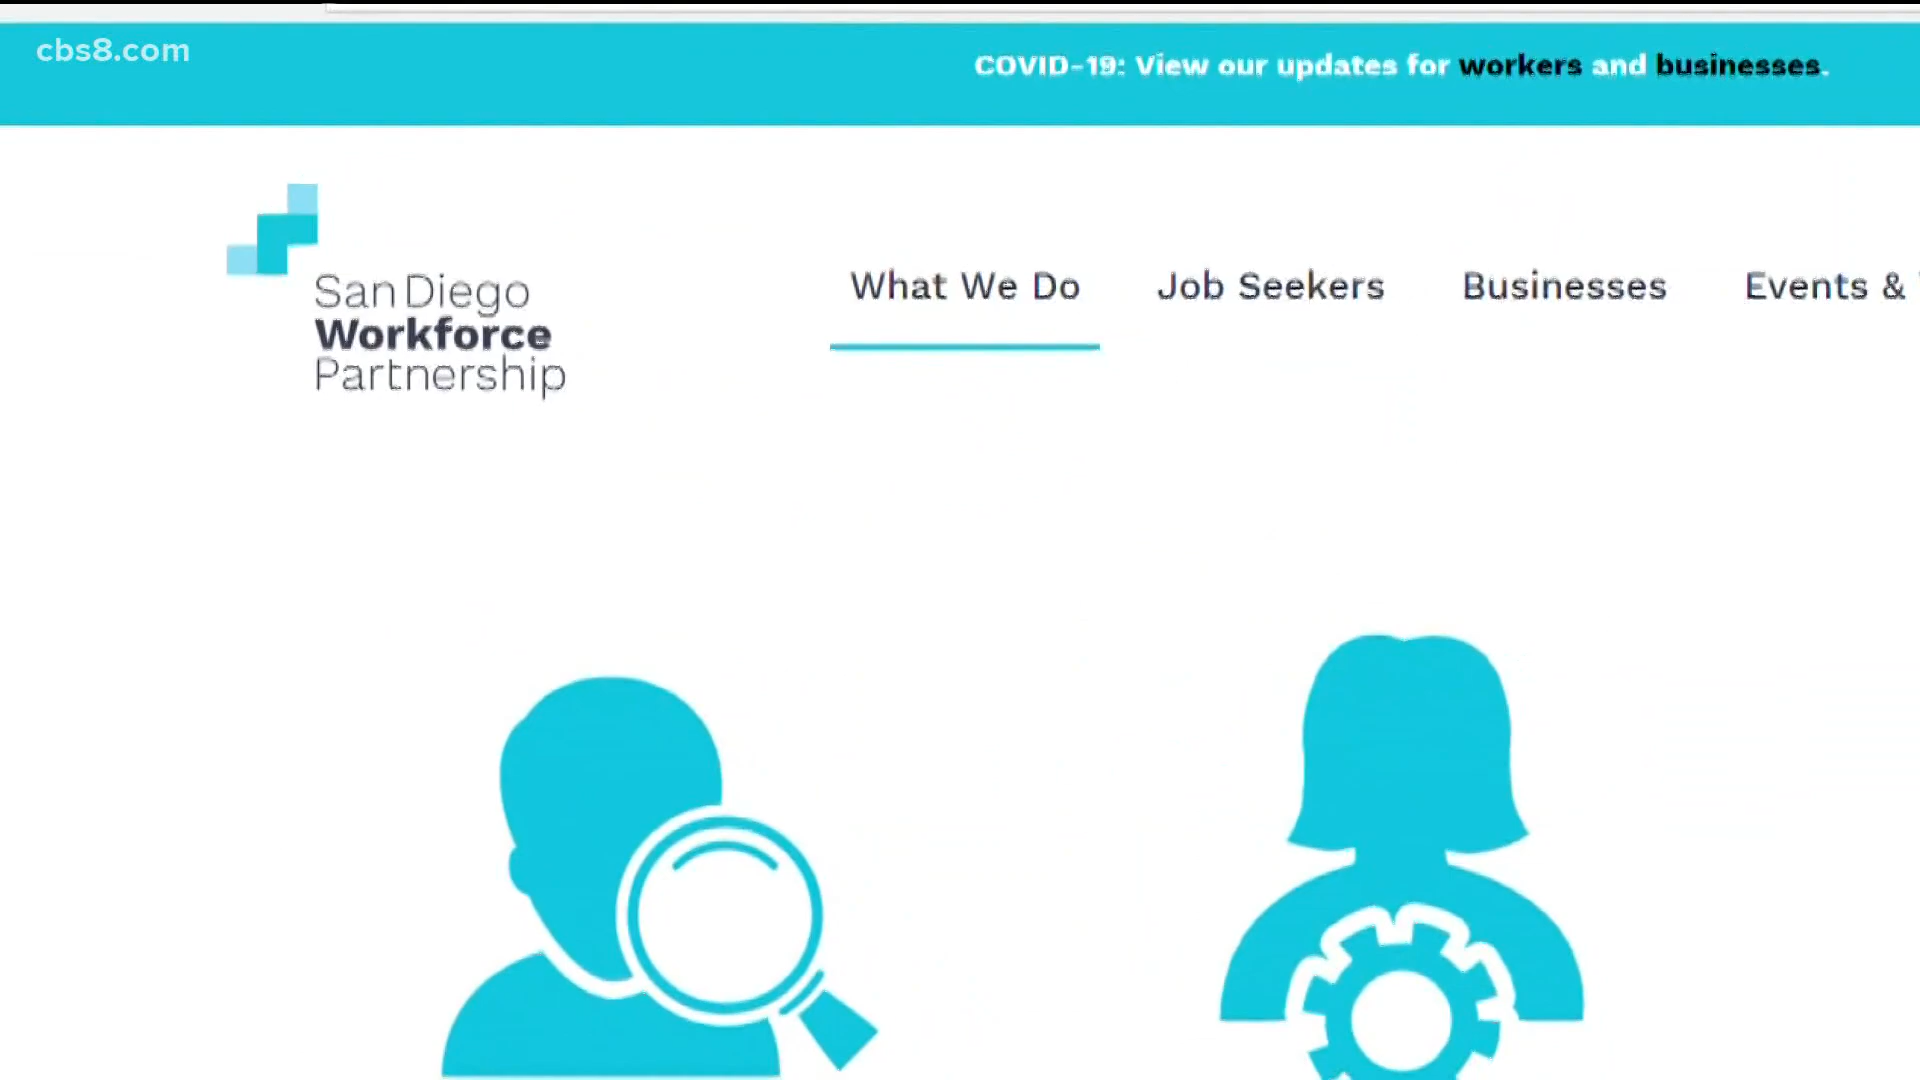 cbs8.com
COVID-19: View our updates for workers and businesses.
San Diego
Workforce
Partnership
What We Do
Job Seekers
Businesses
Events &